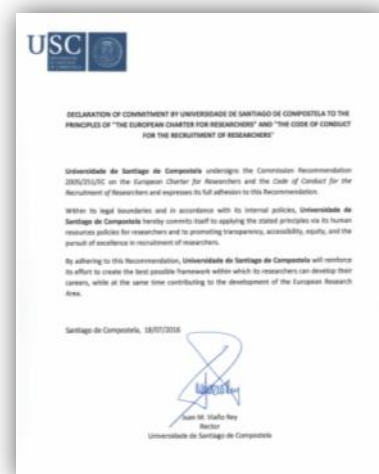 USC
DECLARATION OF COMMITMENT BY UNIVERSIDADE DE SANTIAGO DE COMPOSTELA TO THE
PRINCIPLES OF "THE EUROPEAN CHARTER FOR RESEARCHERS" AND "THE CODE OF CONDUCT
FOR THE RECRUITMENT OF RESEARCHERS"
Universidade de Santiago de Compostela undersigns the Commission Recommendation
2005/251/EC on the European Charter for Researchers and the Code of Conduct for the
Recruitment of Researchers and expresses its full adhesion to this Recommendation.
Within its legal boundaries and in accordance with its internal policies, Universidade de
Santiago de Compostela hereby commits itself to applying the stated principles via its human
resources policies for researchers and to promoting transparency, accessibility, equity, and the
pursuit of excellence in recruitment of researchers.
By adhering to this Recommendation, Universidade de Santiago de Compostela will reinforce
its effort to create the best possible framework within which its researchers can develop their
careers, while at the same time contributing to the development of the European Research
Area.
Santiago de Compostela, 18/07/2016
Juan M. Viaño Rey
Rector
Universidade de Santiago de Compostela